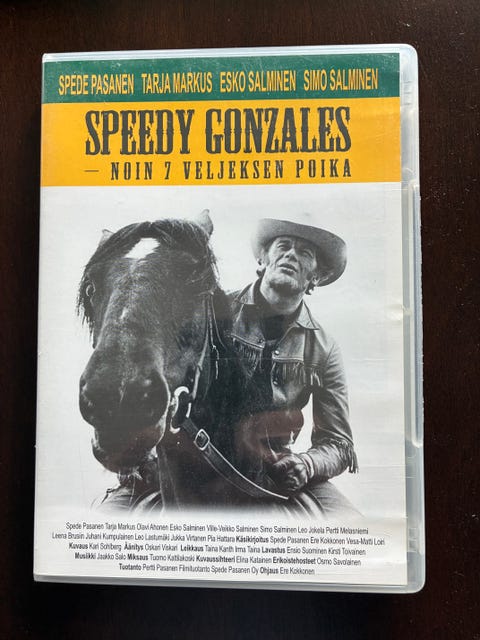 SPEDE PASANEN TARJA MARKUS ESKO SALMINEN SIMO SALMINEN
SPEEDY GONZALES
– NOIN 7 VELJEKSEN POIKA
Spede Pasanen Tarja Markus Olavi Ahonen Esko Salminen Ville-Veikko Salminen Simo Salminen Leo Jokela Pertti Melasniemi
Leena Brusiin Juhani Kumpulainen Leo Lastumäki Jukka Virtanen Pia Hattara Käsikirjoitus Spede Pasanen Ere Kokkonen Vesa-Matti Loiri
Kuvaus Kari Sohlberg Äänitys Oskari Viskari Leikkaus Taina Kanth Irma Taina Lavastus Ensio Suominen Kirsti Toivainen
Musiikki Jaakko Salo Miksaus Tuomo Kattilakoski Kuvaussihteeri Elina Katainen Erikoistehosteet Osmo Savolainen
Tuotanto Pertti Pasanen Filmituotanto Spede Pasanen Oy Ohjaus Ere Kokkonen